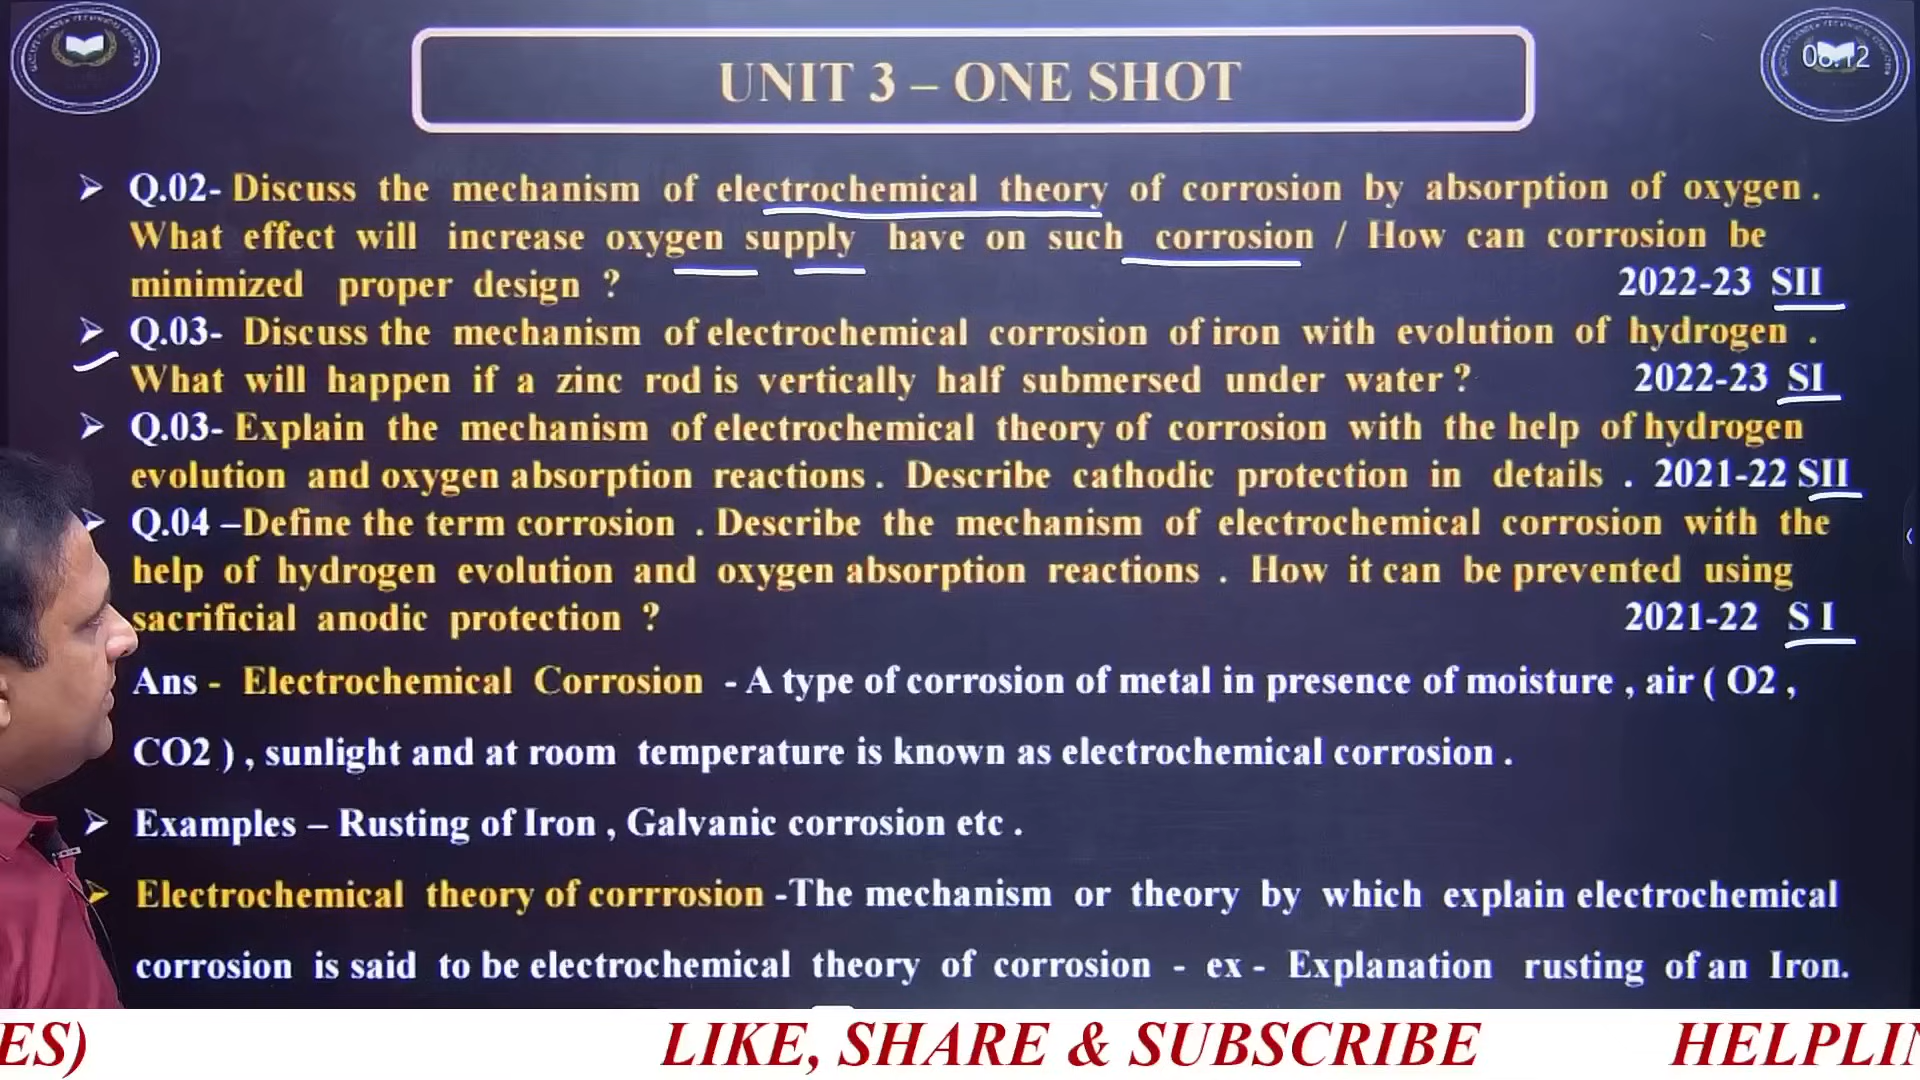 08:12
UNIT 3 – ONE SHOT
➢ Q.02- Discuss the mechanism of electrochemical theory of corrosion by absorption of oxygen .
What effect will increase oxygen supply have on such corrosion / How can corrosion be
minimized proper design ? 2022-23 SII
➢ Q.03- Discuss the mechanism of electrochemical corrosion of iron with evolution of hydrogen .
What will happen if a zinc rod is vertically half submersed under water ? 2022-23 SI
➢ Q.03- Explain the mechanism of electrochemical theory of corrosion with the help of hydrogen
evolution and oxygen absorption reactions . Describe cathodic protection in details . 2021-22 SII
➢ Q.04 –Define the term corrosion . Describe the mechanism of electrochemical corrosion with the
help of hydrogen evolution and oxygen absorption reactions . How it can be prevented using
sacrificial anodic protection ? 2021-22 S I
Ans - Electrochemical Corrosion - A type of corrosion of metal in presence of moisture , air ( O2 ,
CO2 ) , sunlight and at room temperature is known as electrochemical corrosion .
➢ Examples – Rusting of Iron , Galvanic corrosion etc .
➢ Electrochemical theory of corrrosion -The mechanism or theory by which explain electrochemical
corrosion is said to be electrochemical theory of corrosion - ex - Explanation rusting of an Iron.
ES) LIKE, SHARE & SUBSCRIBE HELPLIN